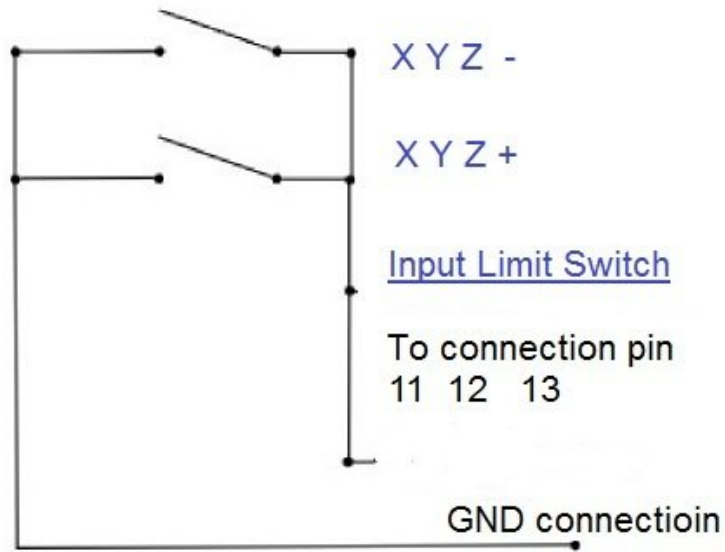 X Y Z -
X Y Z +
Input Limit Switch
To connection pin
11 12 13
GND connectioin